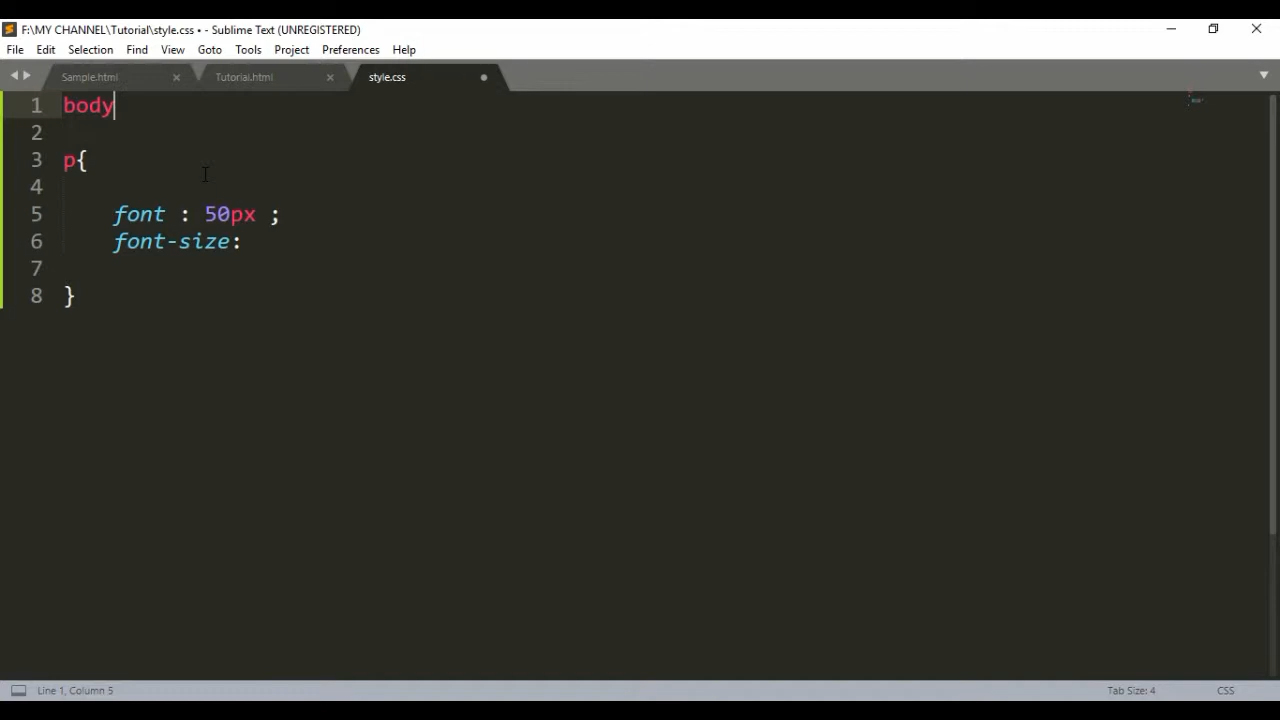 F:\MY CHANNEL\Tutorial\style.css • - Sublime Text (UNREGISTERED)
File Edit Selection Find View Goto Tools Project Preferences Help
Sample.html Tutorial.html style.css
1 body
2
3 p{
4
5 font : 50px ;
6 font-size:
7
8 }
Line 1, Column 5 Tab Size: 4 CSS